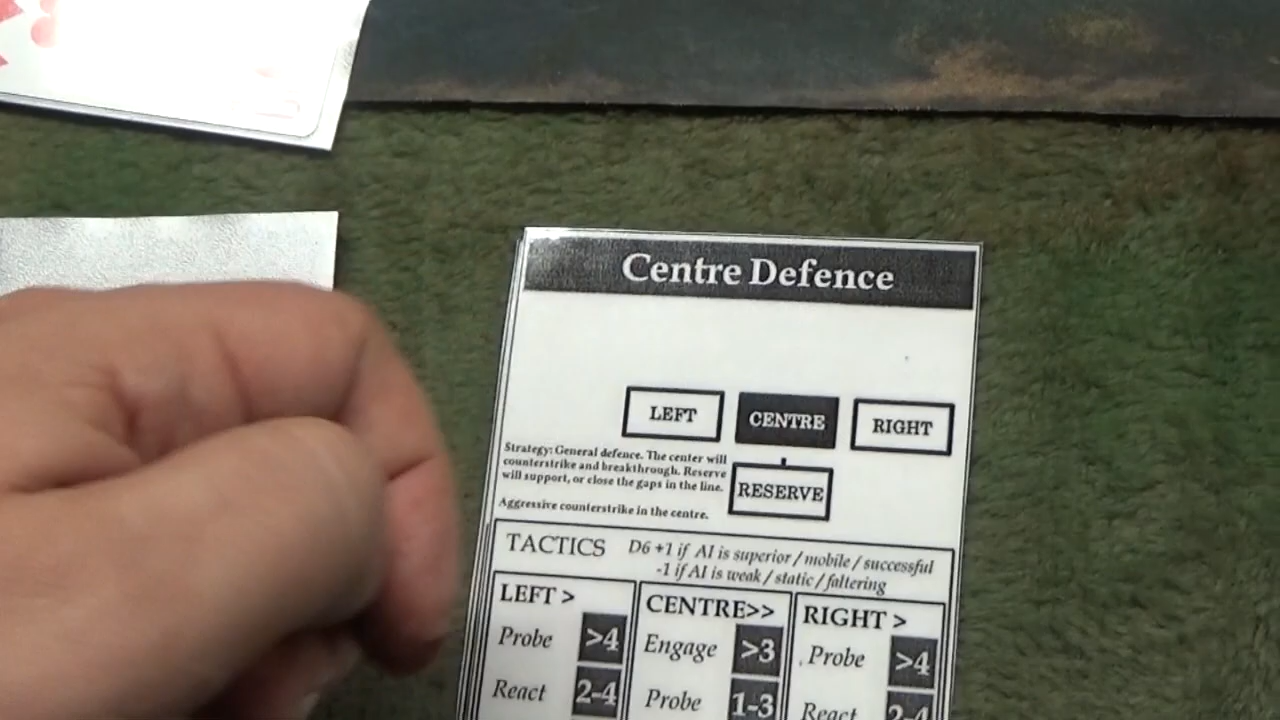 Centre Defence
LEFT
CENTRE
RIGHT
Strategy: General defence. The center will
counterstrike and breakthrough. Reserve
will support, or close the gaps in the line.
RESERVE
Aggressive counterstrike in the centre.
TACTICS
D6 +1 if AI is superior / mobile / successful
-1 if AI is weak / static / faltering
LEFT >
Probe >4
React 2-4
CENTRE>>
Engage >3
Probe 1-3
RIGHT >
Probe >4
React 2-4